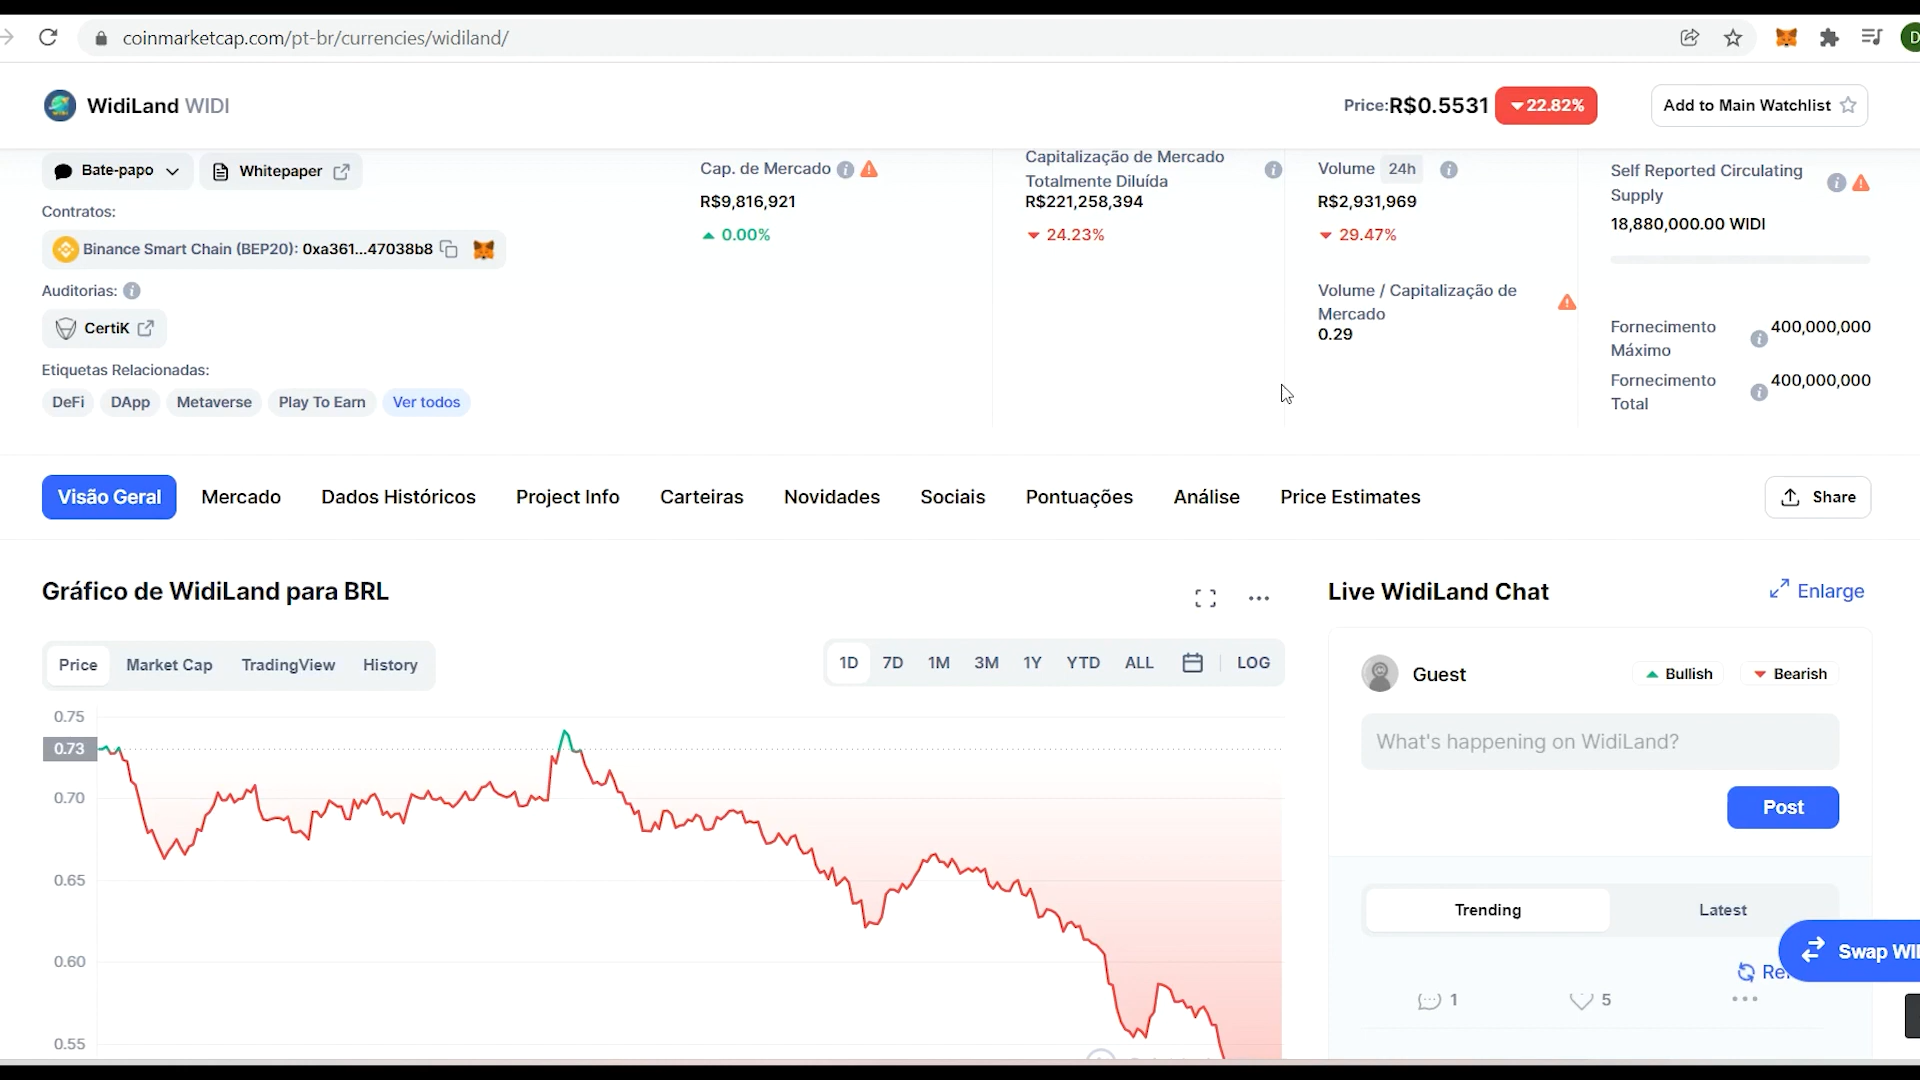 coinmarketcap.com/pt-br/currencies/widiland/
D
WidiLand WIDI
Price:R$0.5531
22.82%
Add to Main Watchlist
Bate-papo
Whitepaper
Contratos:
Binance Smart Chain (BEP20): 0xa361...47038b8
Auditorias:
CertiK
Etiquetas Relacionadas:
DeFi
DApp
Metaverse
Play To Earn
Ver todos
Cap. de Mercado
R$9,816,921
0.00%
Capitalização de Mercado
Totalmente Diluída
R$221,258,394
24.23%
Volume 24h
R$2,931,969
29.47%
Volume / Capitalização de
Mercado
0.29
Self Reported Circulating
Supply
18,880,000.00 WIDI
Fornecimento
Máximo
400,000,000
Fornecimento
Total
400,000,000
Visão Geral
Mercado
Dados Históricos
Project Info
Carteiras
Novidades
Sociais
Pontuações
Análise
Price Estimates
Share
Gráfico de WidiLand para BRL
Price
Market Cap
TradingView
History
1D
7D
1M
3M
1Y
YTD
ALL
LOG
0.75
0.73
0.70
0.65
0.60
0.55
Live WidiLand Chat
Enlarge
Guest
Bullish
Bearish
What's happening on WidiLand?
Post
Trending
Latest
Swap
1
5